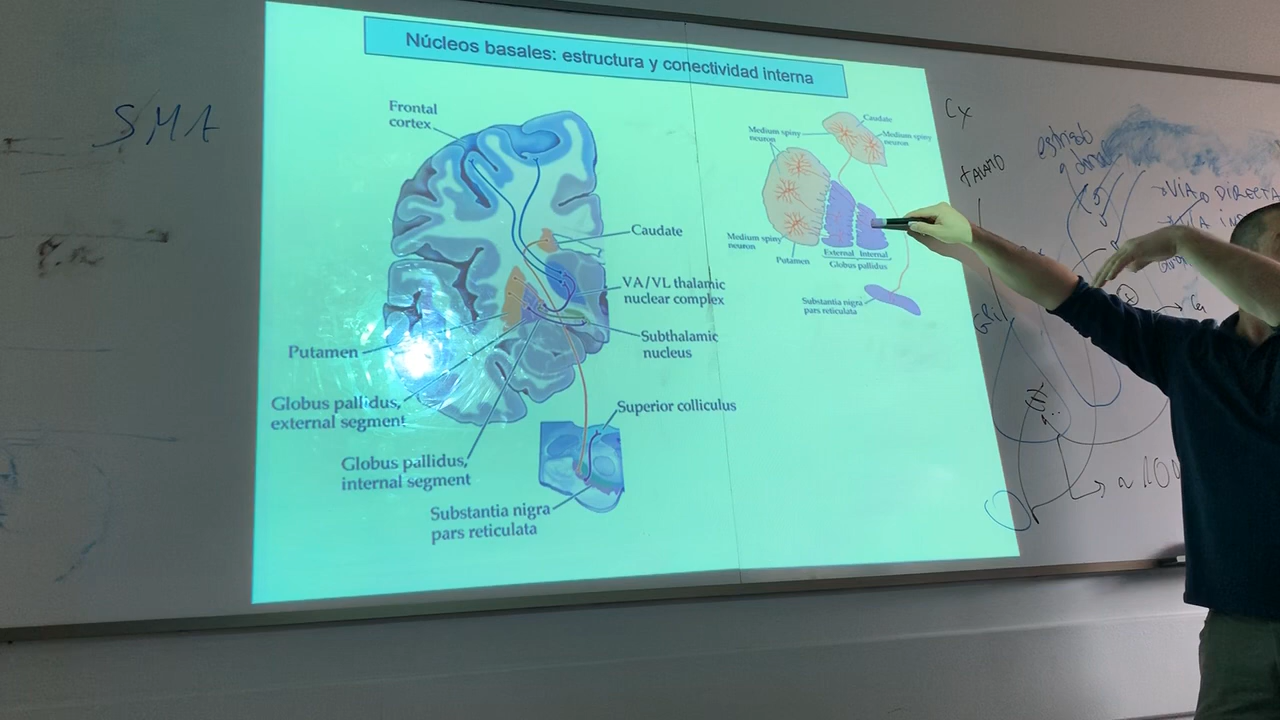 Núcleos basales: estructura y conectividad interna
SMA
Frontal
cortex
Caudate
VA/VL thalamic
nuclear complex
Subthalamic
nucleus
Putamen
Globus pallidus,
external segment
Globus pallidus,
internal segment
Superior colliculus
Substantia nigra
pars reticulata
Caudate
Medium spiny
neuron
Medium spiny
neuron
Medium spiny
neuron
Putamen
External Internal
Globus pallidus
Substantia nigra
pars reticulata
Cx
VIA DIRECTA
VIA